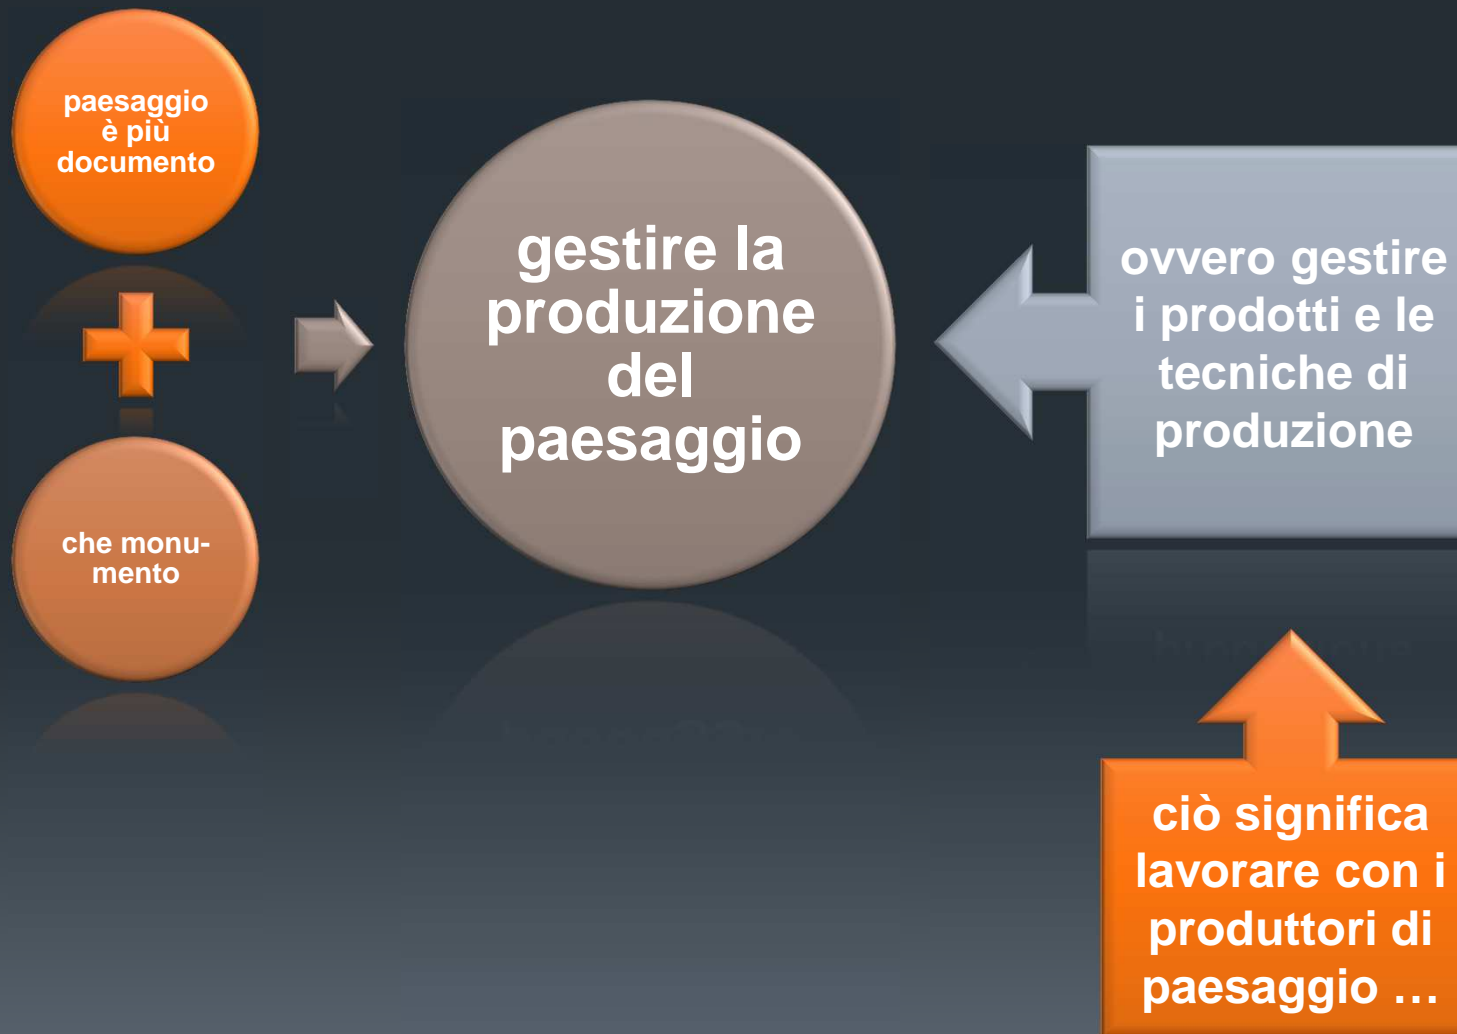 paesaggio
è più
documento
che monu-
mento
gestire la
produzione
del
paesaggio
ovvero gestire
i prodotti e le
tecniche di
produzione
ciò significa
lavorare con i
produttori di
paesaggio …